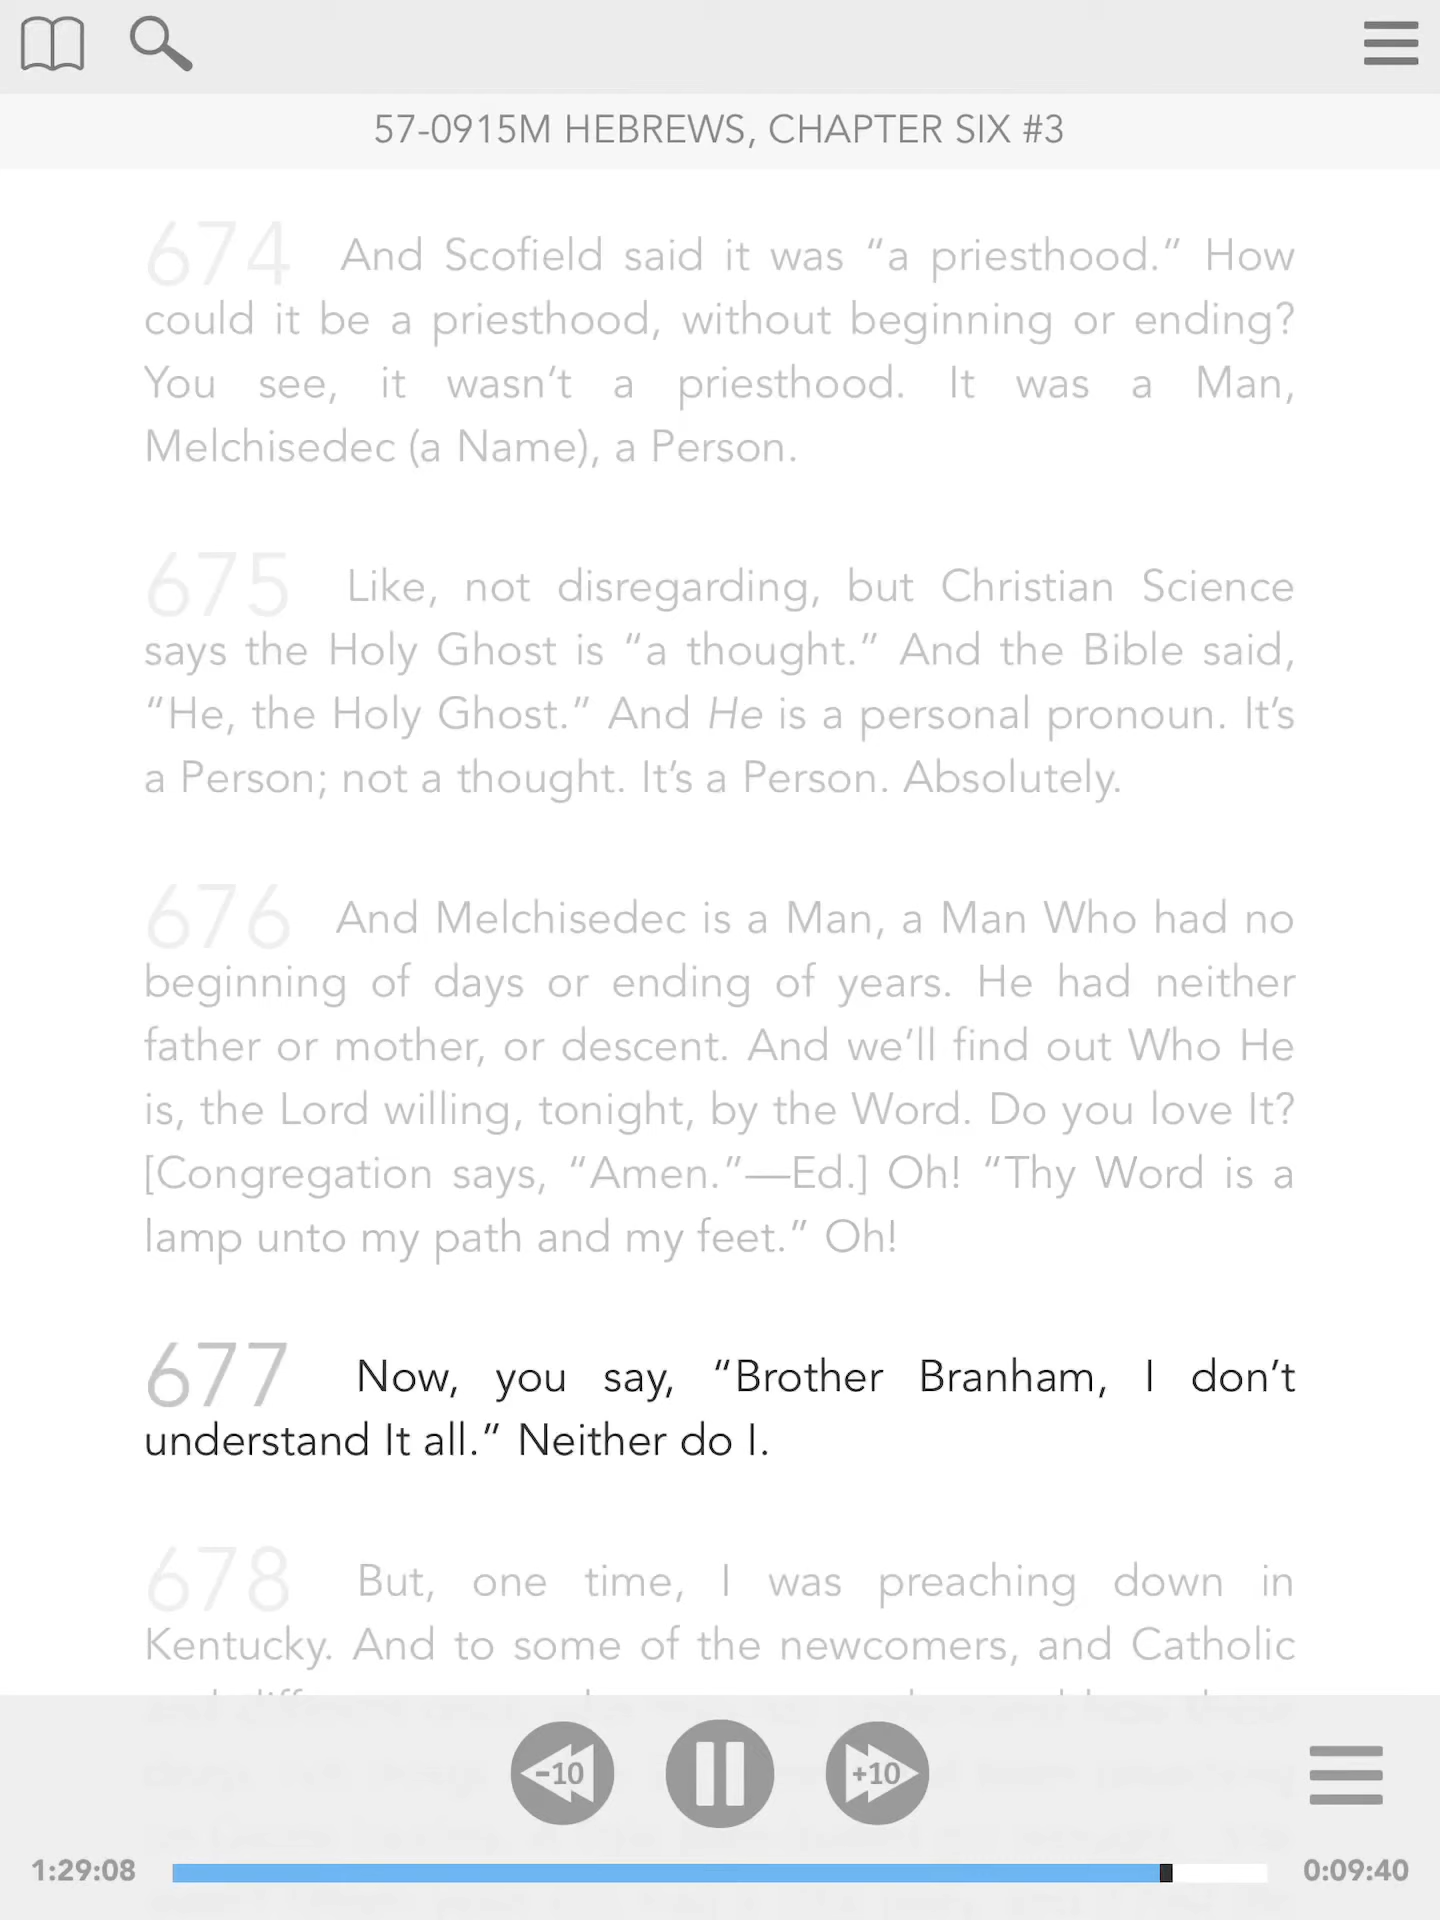 57-0915M HEBREWS, CHAPTER SIX #3
674 And Scofield said it was “a priesthood.” How
could it be a priesthood, without beginning or ending?
You see, it wasn’t a priesthood. It was a Man,
Melchisedec (a Name), a Person.
675 Like, not disregarding, but Christian Science
says the Holy Ghost is “a thought.” And the Bible said,
“He, the Holy Ghost.” And He is a personal pronoun. It’s
a Person; not a thought. It’s a Person. Absolutely.
676 And Melchisedec is a Man, a Man Who had no
beginning of days or ending of years. He had neither
father or mother, or descent. And we’ll find out Who He
is, the Lord willing, tonight, by the Word. Do you love It?
[Congregation says, “Amen.”—Ed.] Oh! “Thy Word is a
lamp unto my path and my feet.” Oh!
677 Now, you say, “Brother Branham, I don’t
understand It all.” Neither do I.
678 But, one time, I was preaching down in
Kentucky. And to some of the newcomers, and Catholic
-10 +10
1:29:08 0:09:40